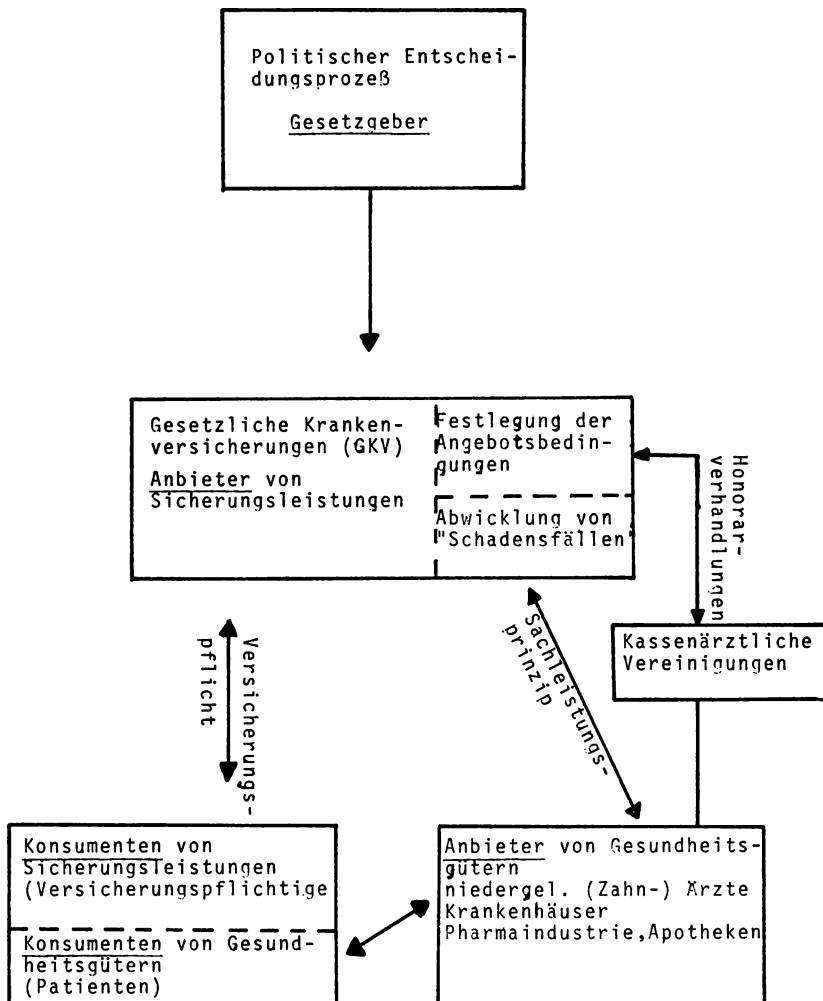 Politischer Entschei-
dungsprozeß
Gesetzgeber
Gesetzliche Kranken-
versicherungen (GKV)
Anbieter von
Sicherungsleistungen
Festlegung der
Angebotsbedin-
gungen
Abwicklung von
"Schadensfällen"
Honorar-
verhandlungen
Kassenärztliche
Vereinigungen
Versicherungs-
pflicht
Sachleistungs-
prinzip
Konsumenten von
Sicherungsleistungen
(Versicherungspflichtige
Konsumenten von Gesund-
heitsgütern
(Patienten)
Anbieter von Gesundheits-
gütern
niedergel. (Zahn-) Ärzte
Krankenhäuser
Pharmaindustrie,Apotheken